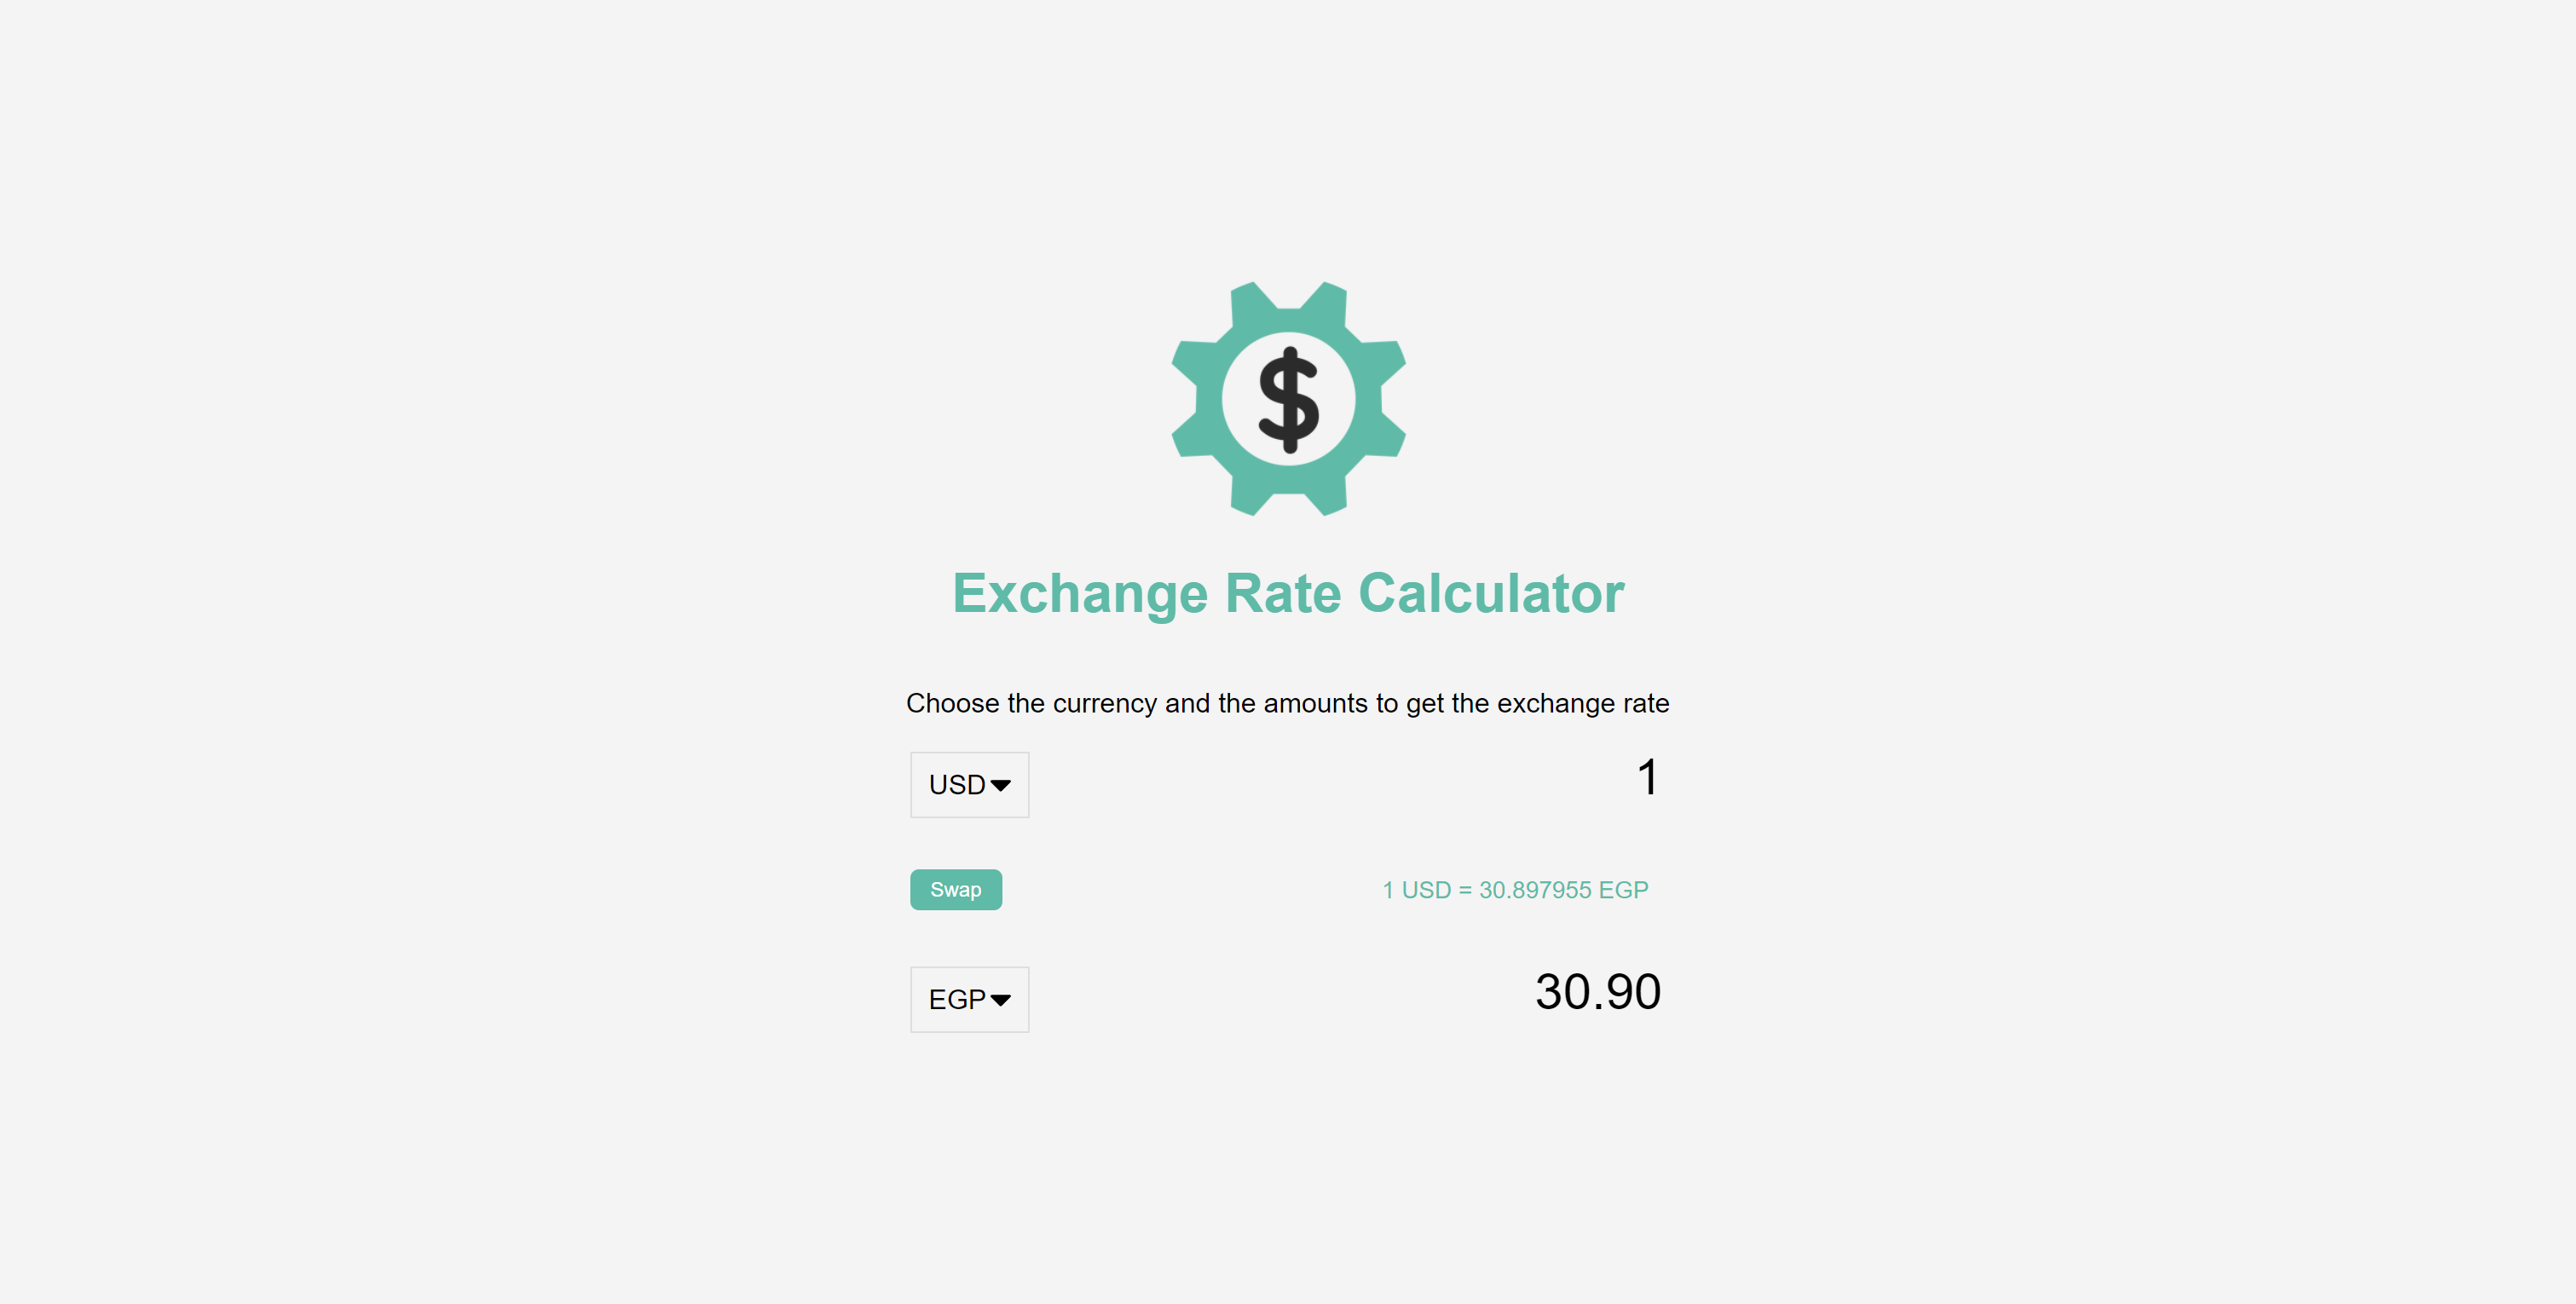 $
Exchange Rate Calculator
Choose the currency and the amounts to get the exchange rate
USD 1
Swap 1 USD = 30.897955 EGP
EGP 30.90